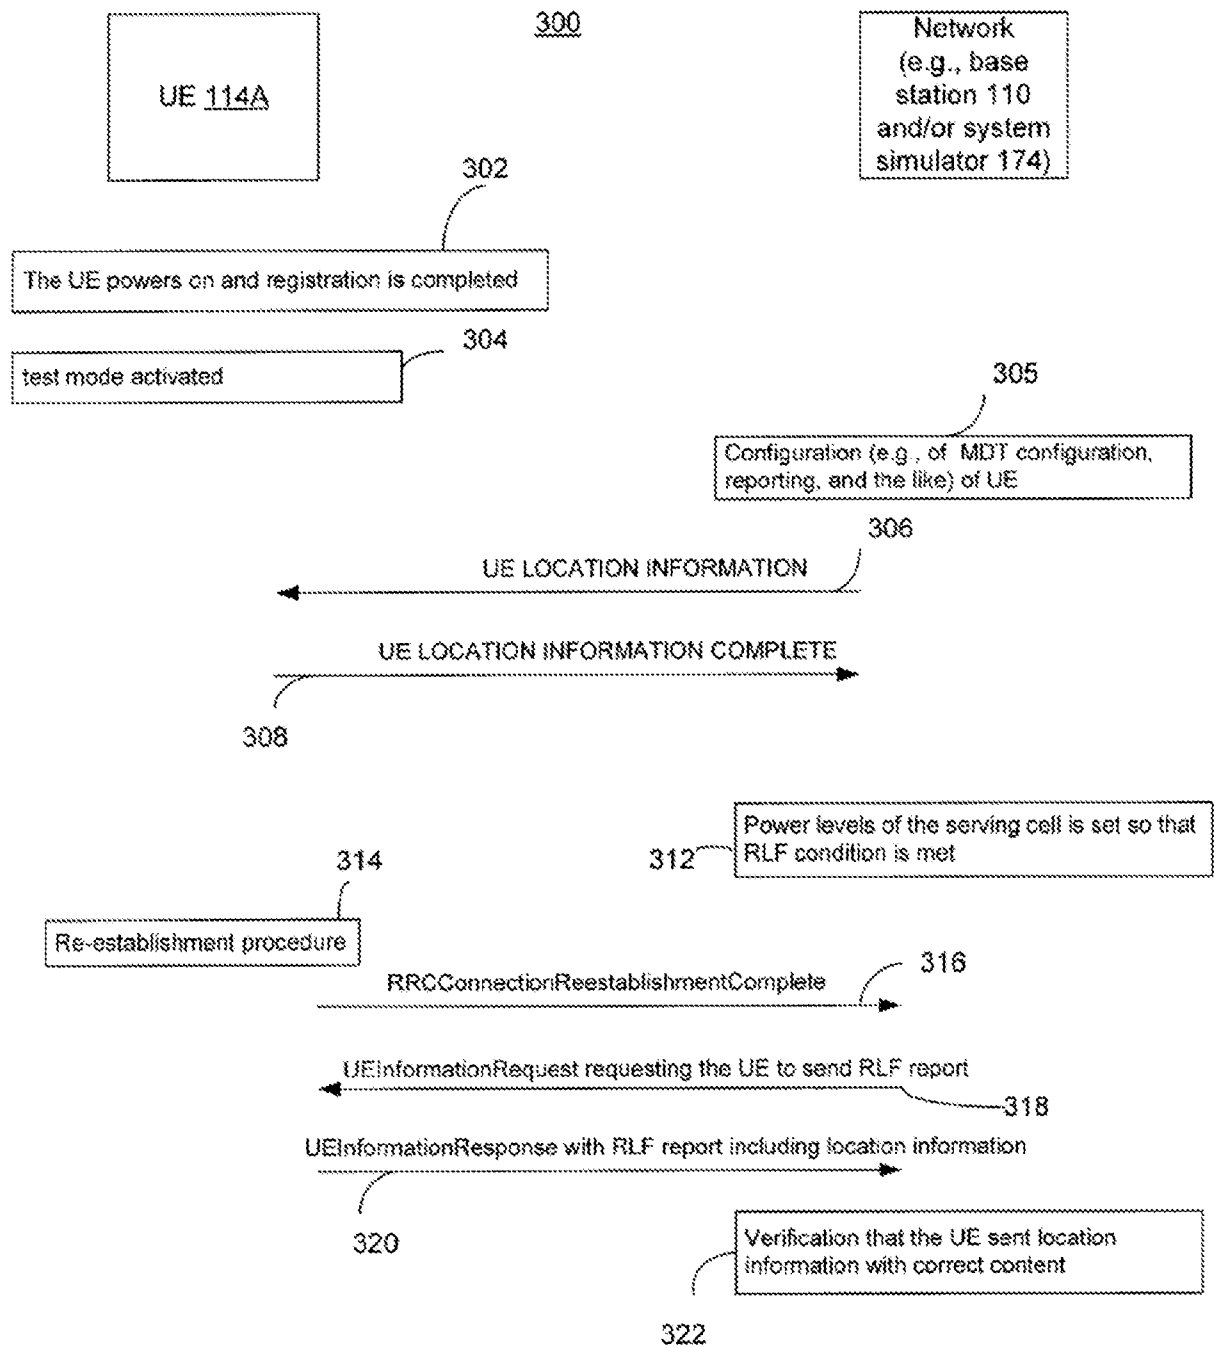 300
UE 114A
Network
(e.g., base
station 110
and/or system
simulator 174)
302
The UE powers on and registration is completed
304
test mode activated
305
Configuration (e.g., of MDT configuration,
reporting, and the like) of UE
306
UE LOCATION INFORMATION
UE LOCATION INFORMATION COMPLETE
308
Power levels of the serving cell is set so that
RLF condition is met
312
314
Re-establishment procedure
316
RRCConnectionReestablishmentComplete
UEInformationRequest requesting the UE to send RLF report
318
UEInformationResponse with RLF report including location information
320
Verification that the UE sent location
information with correct content
322